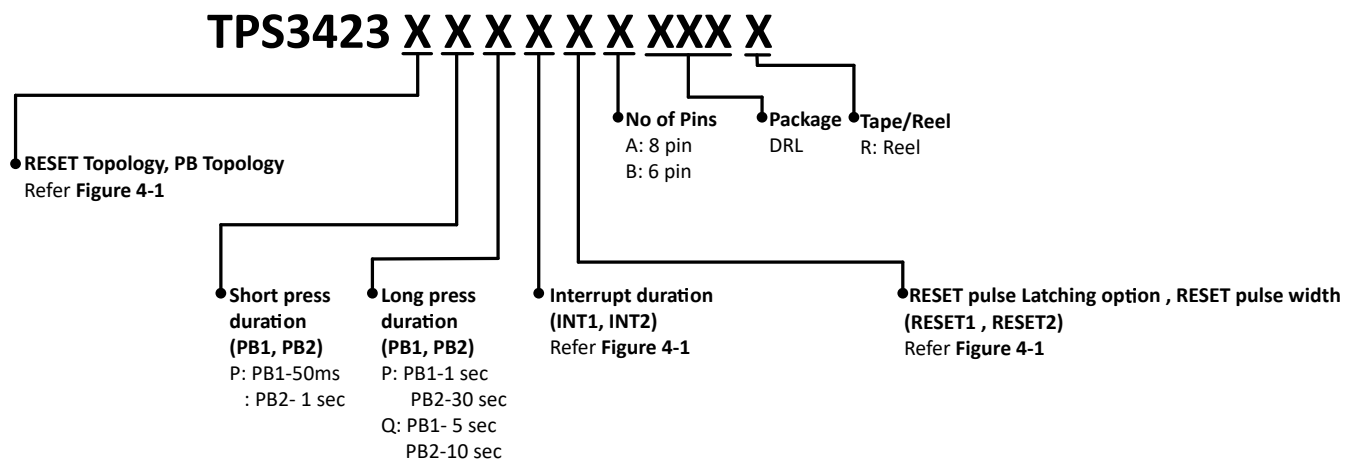 TPS3423 X X X X X X XXX X
No of Pins
A: 8 pin
B: 6 pin
Package
DRL
Tape/Reel
R: Reel
RESET Topology, PB Topology
Refer Figure 4-1
Short press
duration
(PB1, PB2)
P: PB1-50ms
: PB2- 1 sec
Long press
duration
(PB1, PB2)
P: PB1-1 sec
PB2-30 sec
Q: PB1- 5 sec
PB2-10 sec
Interrupt duration
(INT1, INT2)
Refer Figure 4-1
RESET pulse Latching option , RESET pulse width
(RESET1 , RESET2)
Refer Figure 4-1